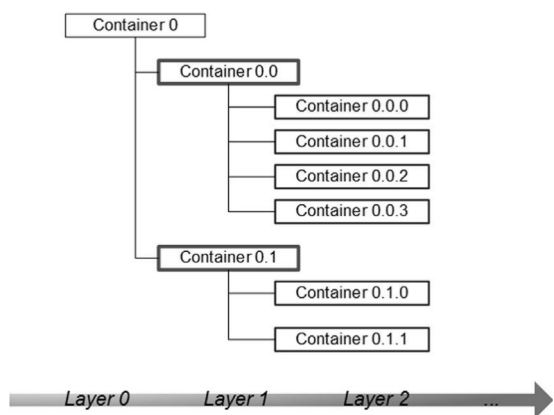 Container 0
Container 0.0
Container 0.0.0
Container 0.0.1
Container 0.0.2
Container 0.0.3
Container 0.1
Container 0.1.0
Container 0.1.1
Layer 0 Layer 1 Layer 2 ...